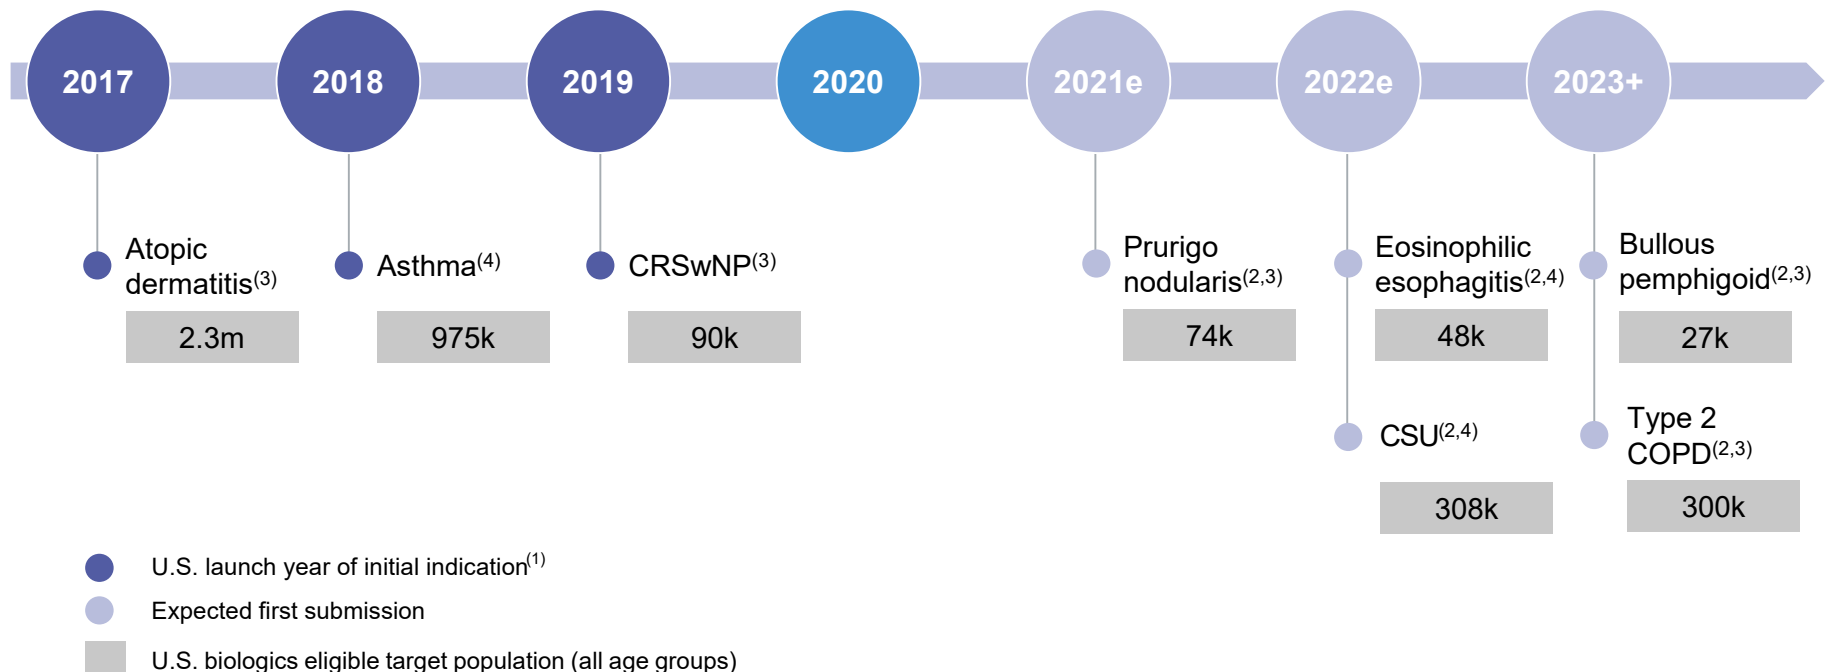 2017
2018
2019
2020
2021e
2022e
2023+
Atopic
dermatitis(3)
2.3m
Asthma(4)
975k
CRSwNP(3)
90k
Prurigo
nodularis(2,3)
74k
Eosinophilic
esophagitis(2,4)
48k
CSU(2,4)
308k
Bullous
pemphigoid(2,3)
27k
Type 2
COPD(2,3)
300k
U.S. launch year of initial indication(1)
Expected first submission
U.S. biologics eligible target population (all age groups)